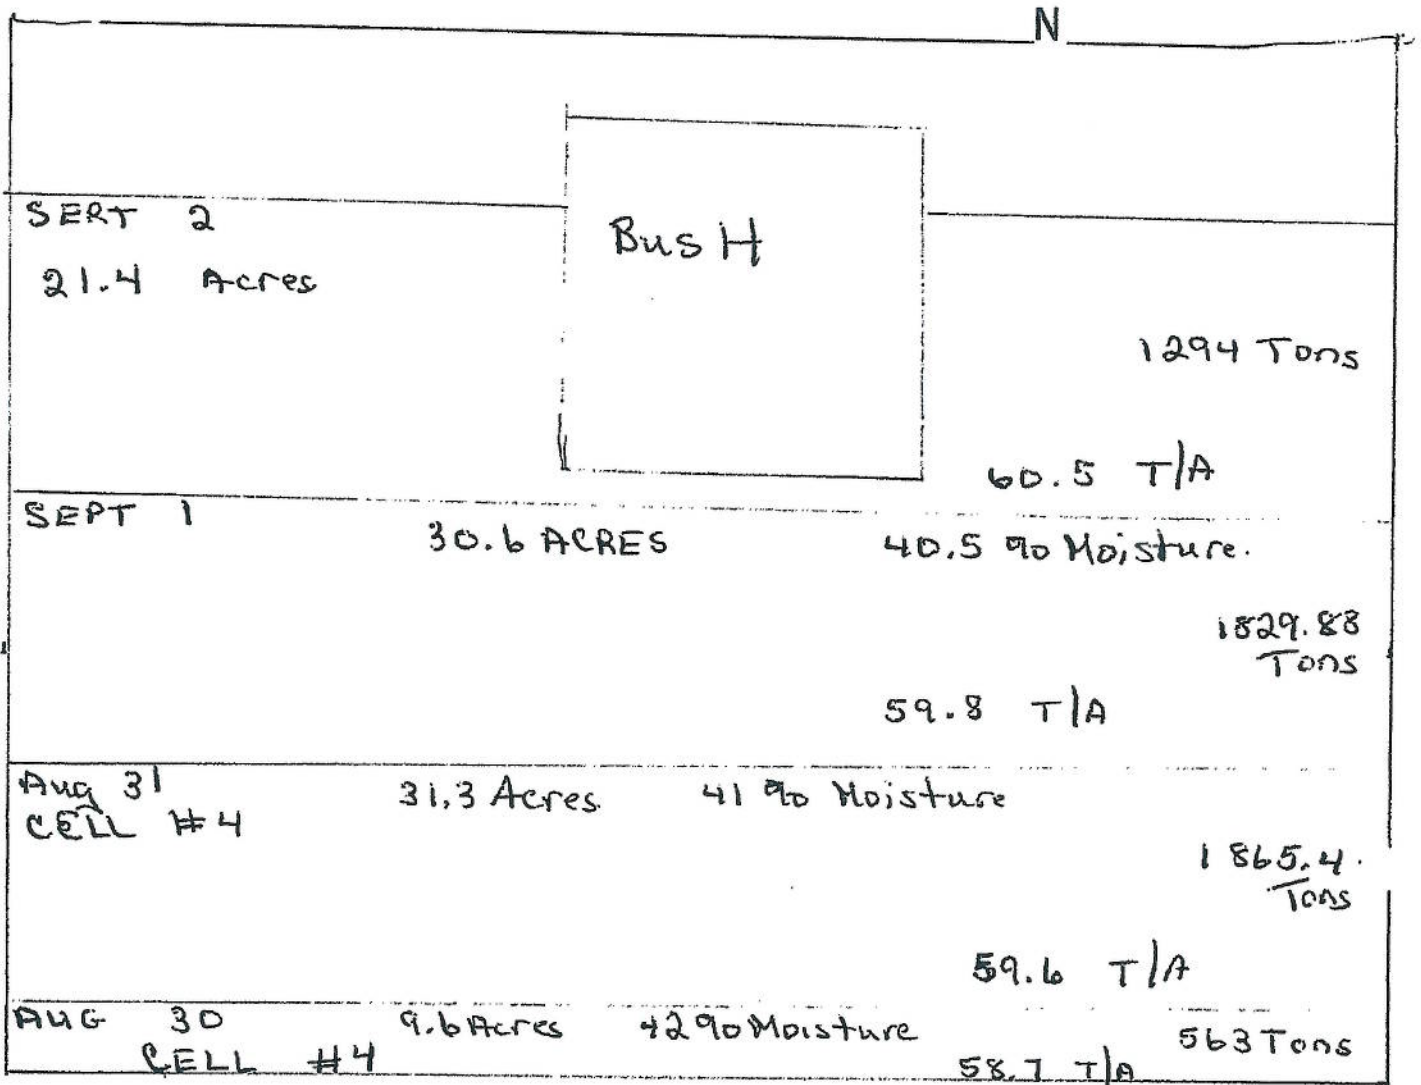 N
SERT 2
BusH
21.4 Acres
1294 Tons
60.5 T/A
SEPT 1
30.6 ACRES 40.5 % Moisture.
1829.88
Tons
59.8 T/A
Aug 31 31.3 Acres 41 % Moisture
CELL #4
1865.4
Tons
59.6 T/A
AUG 30 9.6 Acres 42% Moisture 563 Tons
CELL #4 58.7 T/A